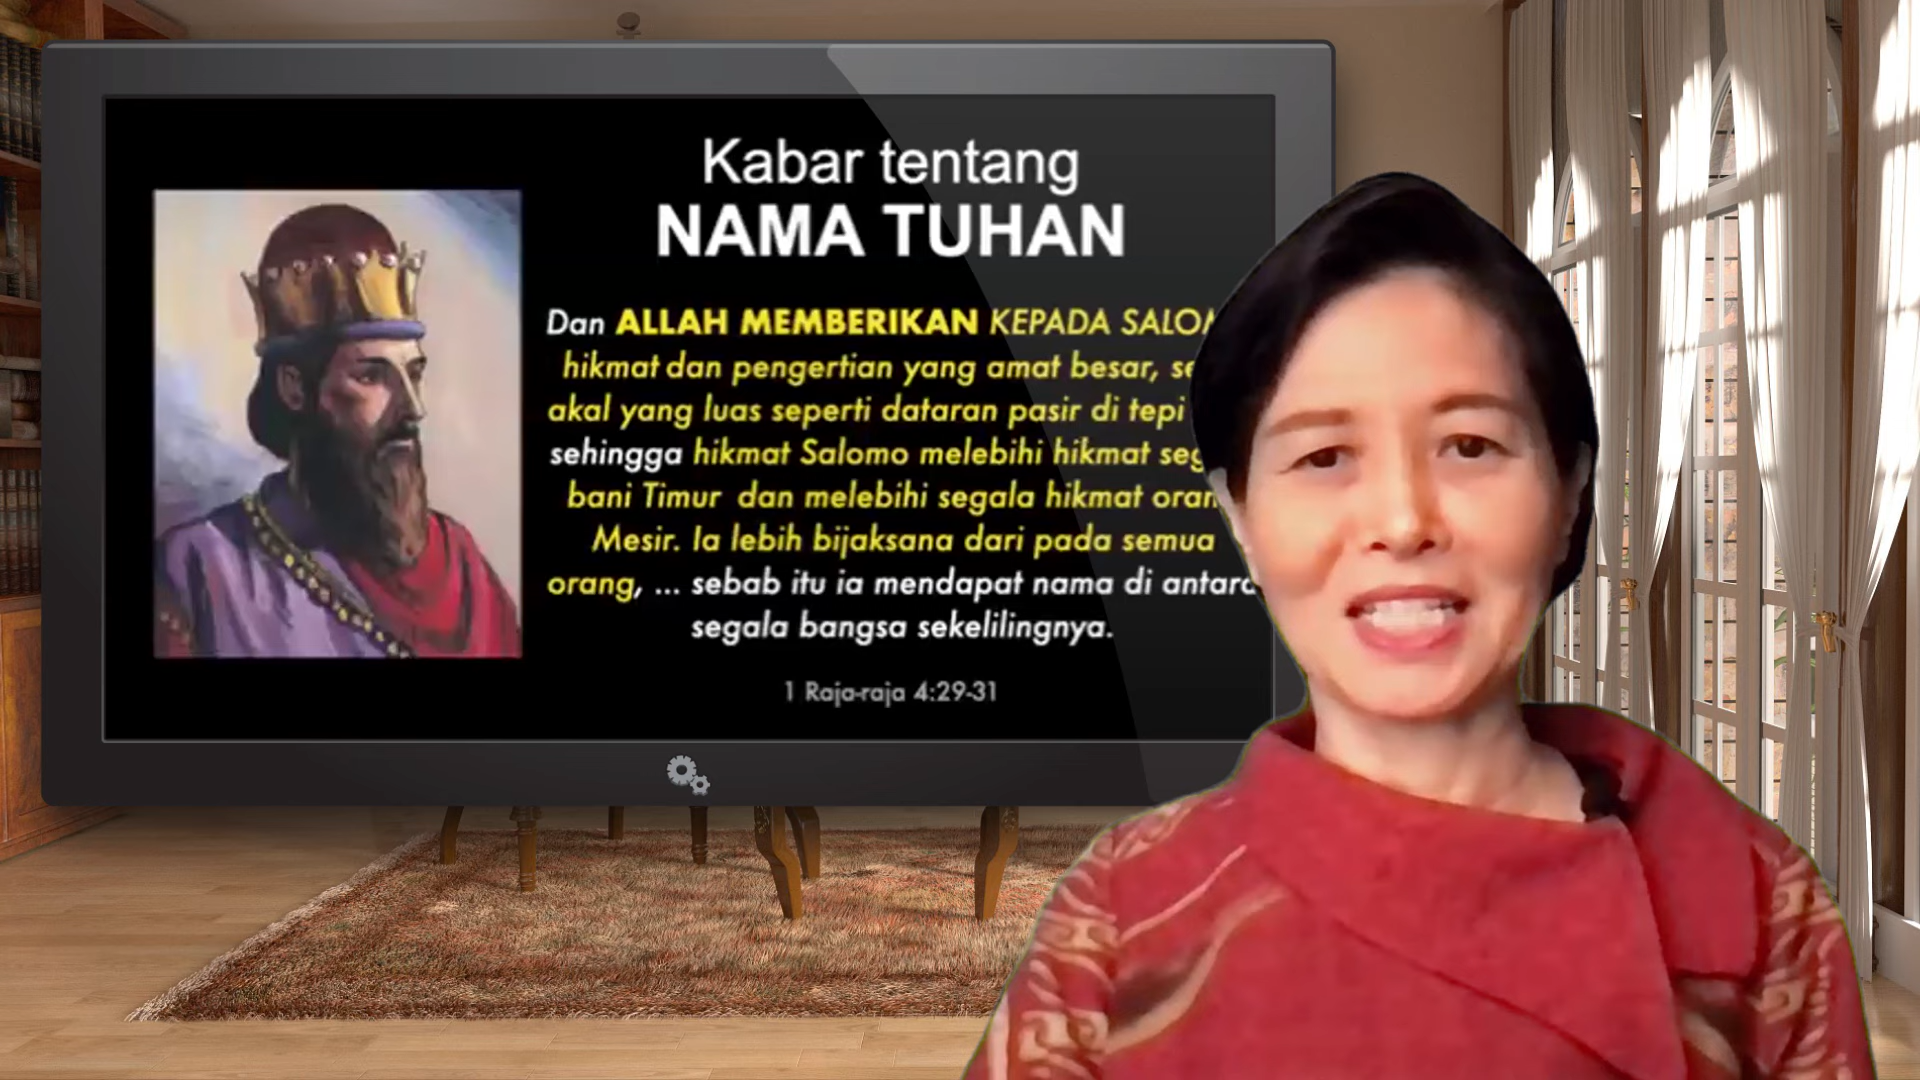 Kabar tentang
NAMA TUHAN
Dan ALLAH MEMBERIKAN KEPADA
hikmat dan pengertian yang amat besar,
akal yang luas seperti dataran pasir di tepi
sehingga hikmat Salomo melebihi hikmat
bani Timur dan melebihi segala hikmat
Mesir. Ia lebih bijaksana dari pada semua
orang, ... sebab itu ia mendapat nama di antara
segala bangsa sekelilingnya.
1 Raja-raja 4:29-31